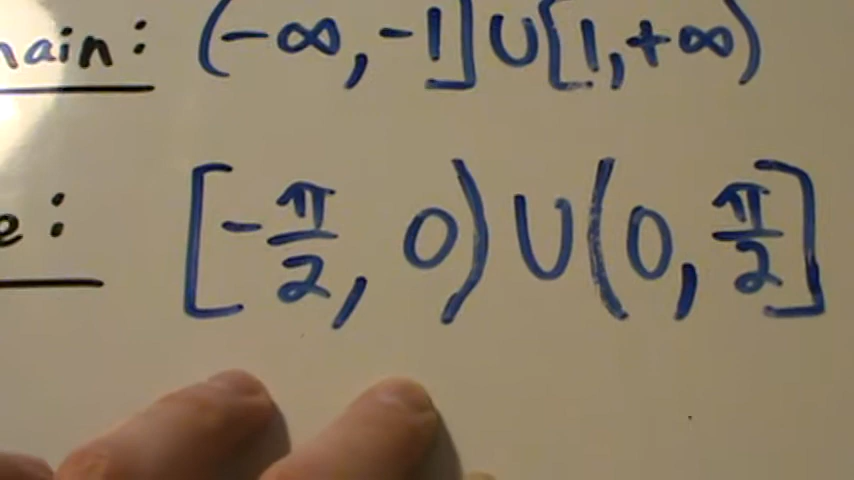 main: (-∞, -1] ∪ [1, +∞)
e: [-π/2, 0) ∪ (0, π/2]